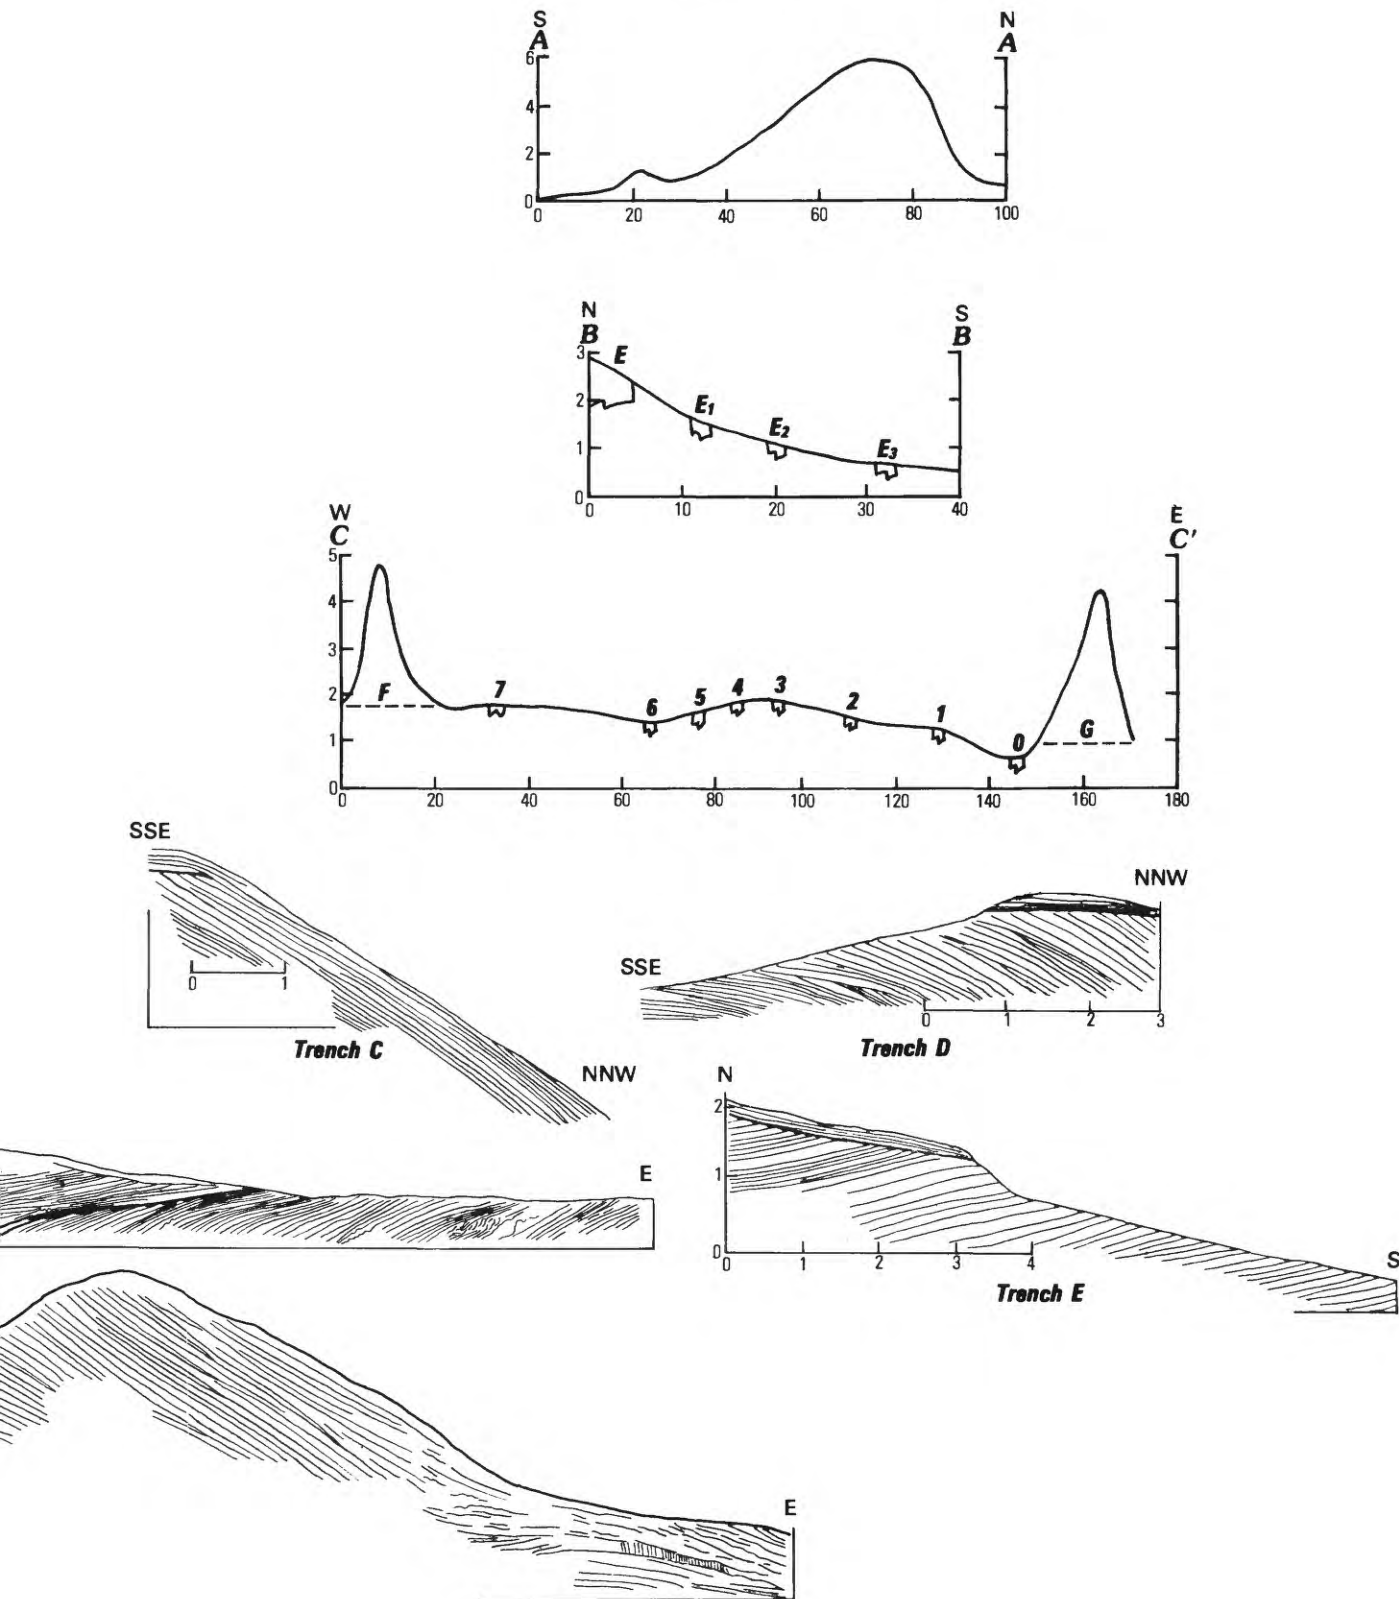 S N
A A
6
4
2
0
0 20 40 60 80 100
N S
B B
3 E
2 E1
E2
1 E3
0
0 10 20 30 40
W E
C C'
5
4
3
2 F 7 6 5 4 3 2 1 0 G
1
0
0 20 40 60 80 100 120 140 160 180
SSE
NNW
SSE
0 1
0 1 2 3
Trench C
Trench D
NNW
N
2
E
1
0
0 1 2 3 4
S
Trench E
E